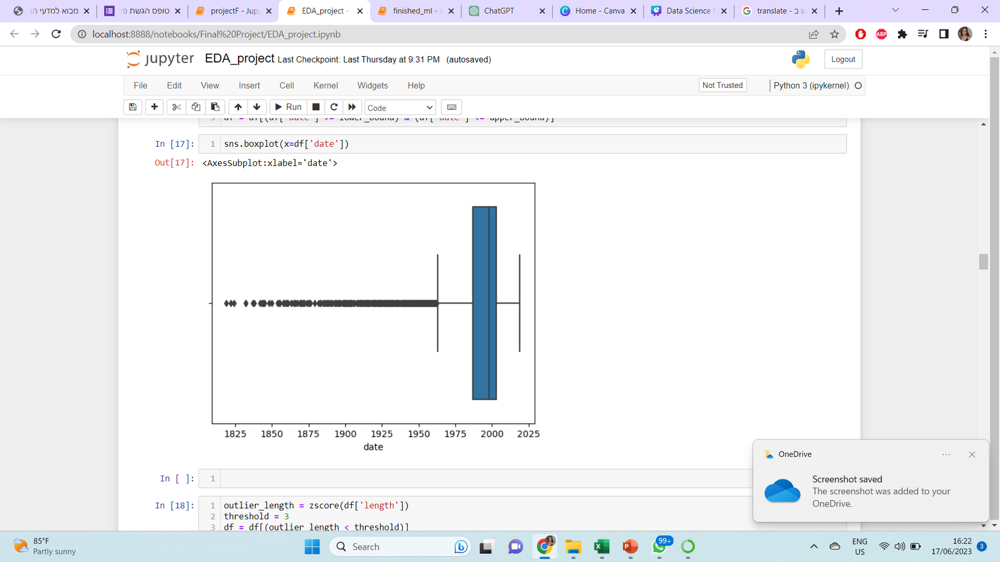 מבוא למדעי הנ
טופס הגשת פ
projectF - Jupy
EDA_project -
finished_ml - J
ChatGPT
Home - Canva
Data Science P
translate - ש ב
localhost:8888/notebooks/Final%20Project/EDA_project.ipynb
ABP
jupyter EDA_project Last Checkpoint: Last Thursday at 9:31 PM (autosaved)
Logout
File Edit View Insert Cell Kernel Widgets Help
Not Trusted Python 3 (ipykernel)
Run Code
5 df = df[(df['date'] >= lower_bound) & (df['date'] <= upper_bound)]
In [17]: 1 sns.boxplot(x=df['date'])
Out[17]: <AxesSubplot:xlabel='date'>
1825 1850 1875 1900 1925 1950 1975 2000 2025
date
In [ ]: 1
In [18]: 1 outlier_length = zscore(df['length'])
2 threshold = 3
3 df = df[(outlier_length < threshold)]
OneDrive
Screenshot saved
The screenshot was added to your
OneDrive.
85°F
Partly sunny
Search
99+
ENG
US
16:22
17/06/2023
3